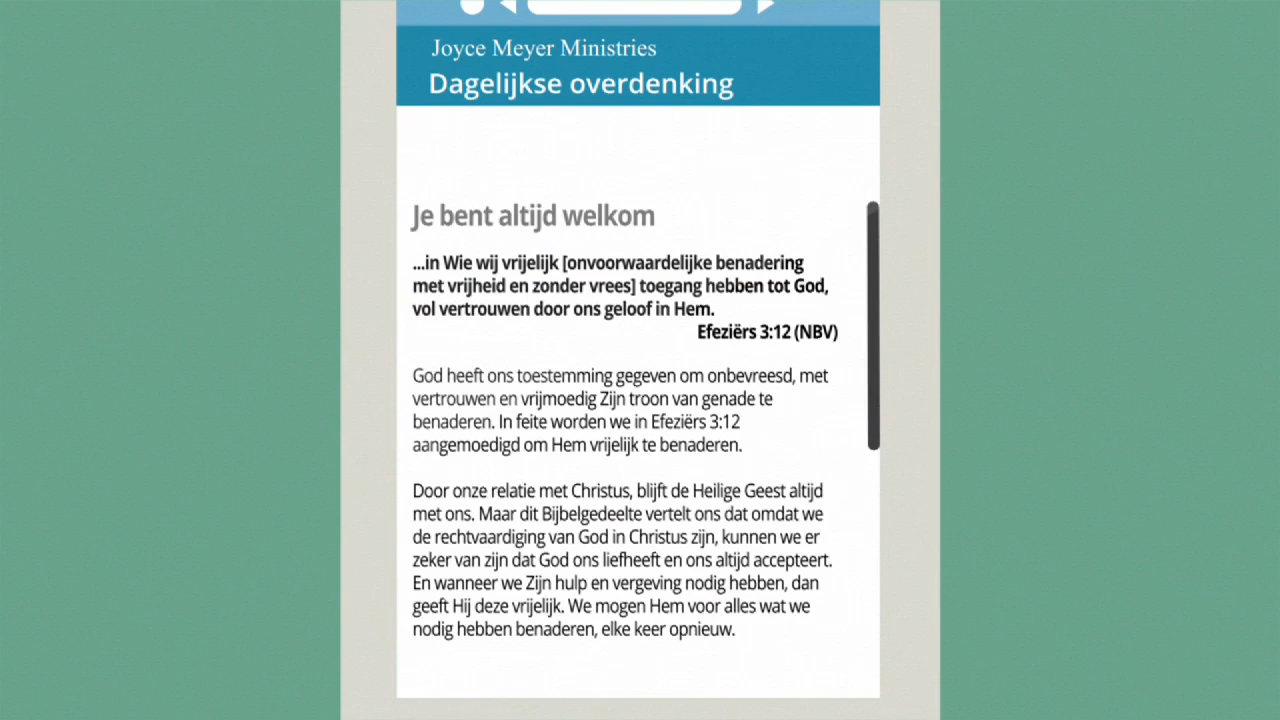 Joyce Meyer Ministries
Dagelijkse overdenking
Je bent altijd welkom
...in Wie wij vrijelijk [onvoorwaardelijke benadering
met vrijheid en zonder vrees] toegang hebben tot God,
vol vertrouwen door ons geloof in Hem.
Efeziërs 3:12 (NBV)
God heeft ons toestemming gegeven om onbevreesd, met
vertrouwen en vrijmoedig Zijn troon van genade te
benaderen. In feite worden we in Efeziërs 3:12
aangemoedigd om Hem vrijelijk te benaderen.
Door onze relatie met Christus, blijft de Heilige Geest altijd
met ons. Maar dit Bijbelgedeelte vertelt ons dat omdat we
de rechtvaardiging van God in Christus zijn, kunnen we er
zeker van zijn dat God ons liefheeft en ons altijd accepteert.
En wanneer we Zijn hulp en vergeving nodig hebben, dan
geeft Hij deze vrijelijk. We mogen Hem voor alles wat we
nodig hebben benaderen, elke keer opnieuw.